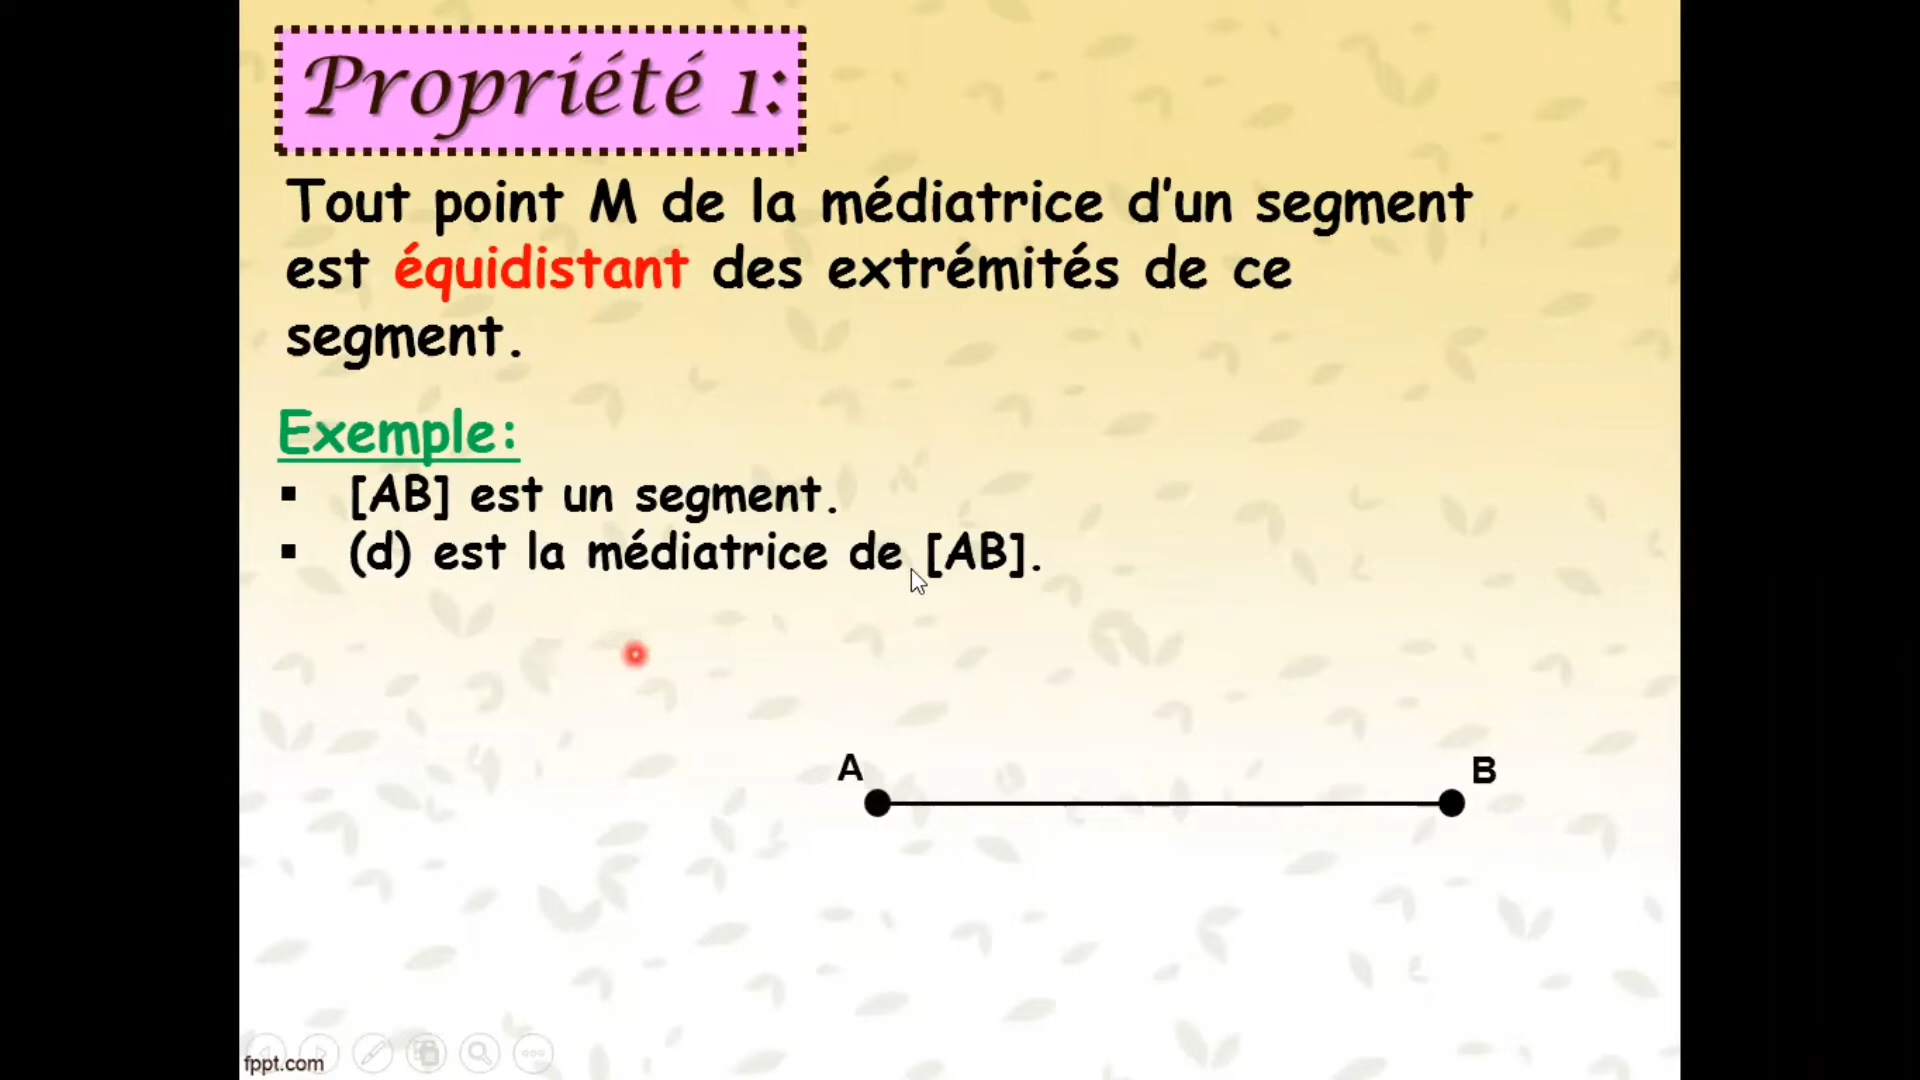 Propriété 1:
Tout point M de la médiatrice d'un segment
est équidistant des extrémités de ce
segment.
Exemple:
▪ [AB] est un segment.
▪ (d) est la médiatrice de [AB].
A
B
fppt.com